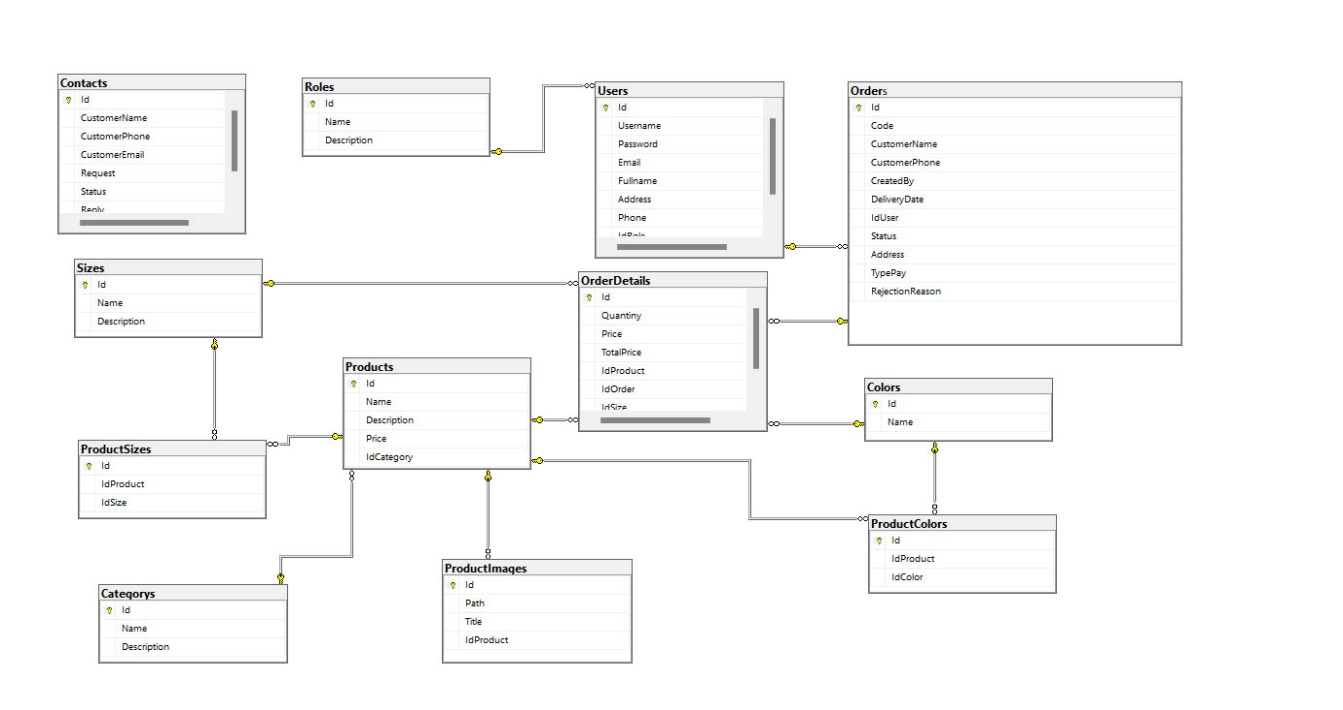 Contacts
Id
CustomerName
CustomerPhone
CustomerEmail
Request
Status
Reply
Roles
Id
Name
Description
Users
Id
Username
Password
Email
Fullname
Address
Phone
IdRole
Orders
Id
Code
CustomerName
CustomerPhone
CreatedBy
DeliveryDate
IdUser
Status
Address
TypePay
RejectionReason
Sizes
Id
Name
Description
OrderDetails
Id
Quantiny
Price
TotalPrice
IdProduct
IdOrder
IdSize
Products
Id
Name
Description
Price
IdCategory
Colors
Id
Name
ProductSizes
Id
IdProduct
IdSize
ProductColors
Id
IdProduct
IdColor
Categorys
Id
Name
Description
ProductImages
Id
Path
Title
IdProduct